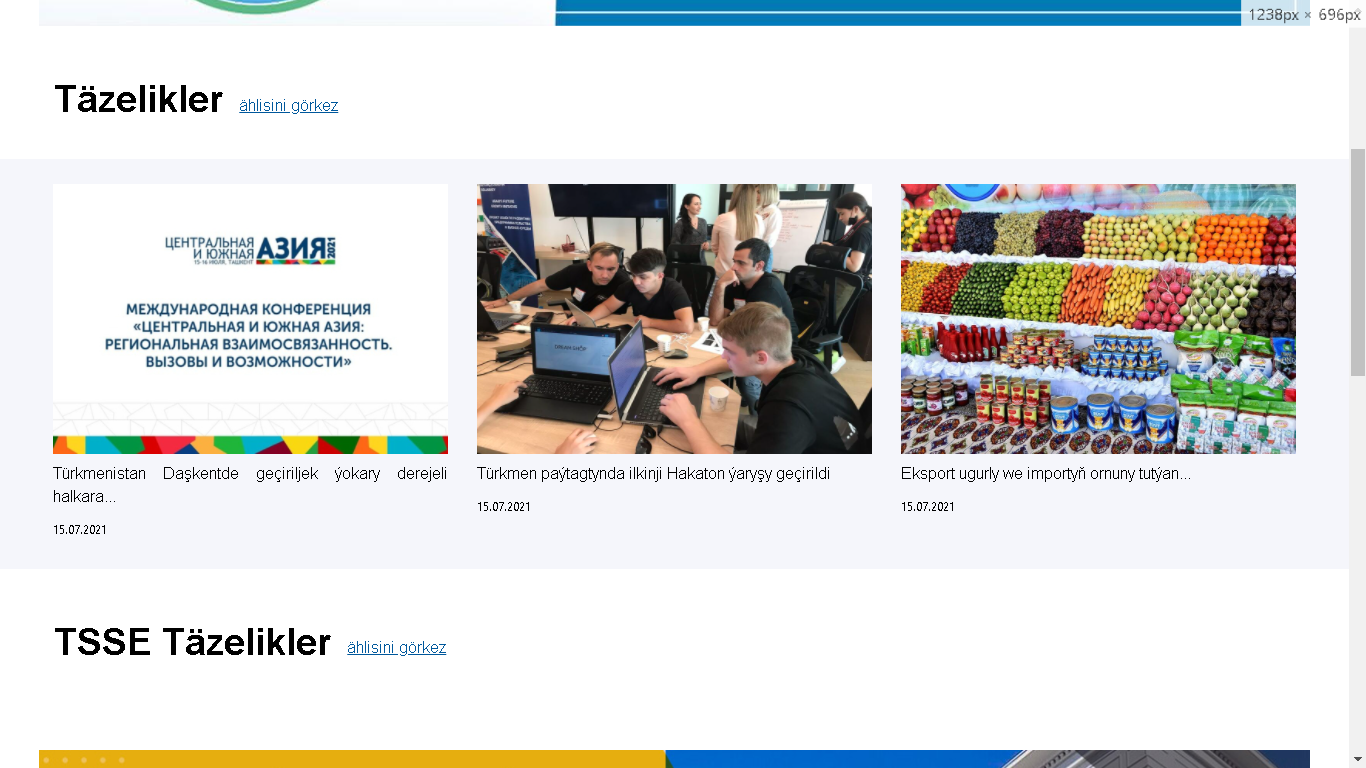 1238px × 696px
Täzelikler ählisini görkez
ЦЕНТРАЛЬНАЯ
И ЮЖНАЯ АЗИЯ 2021
15-16 ИЮЛЯ, ТАШКЕНТ
МЕЖДУНАРОДНАЯ КОНФЕРЕНЦИЯ
«ЦЕНТРАЛЬНАЯ И ЮЖНАЯ АЗИЯ:
РЕГИОНАЛЬНАЯ ВЗАИМОСВЯЗАННОСТЬ.
ВЫЗОВЫ И ВОЗМОЖНОСТИ»
Türkmenistan Daşkentde geçiriljek ýokary derejeli
halkara...
15.07.2021
Türkmen paýtagtynda ilkinji Hakaton ýaryşy geçirildi
15.07.2021
Eksport ugurly we importyň ornuny tutýan...
15.07.2021
TSSE Täzelikler ählisini görkez